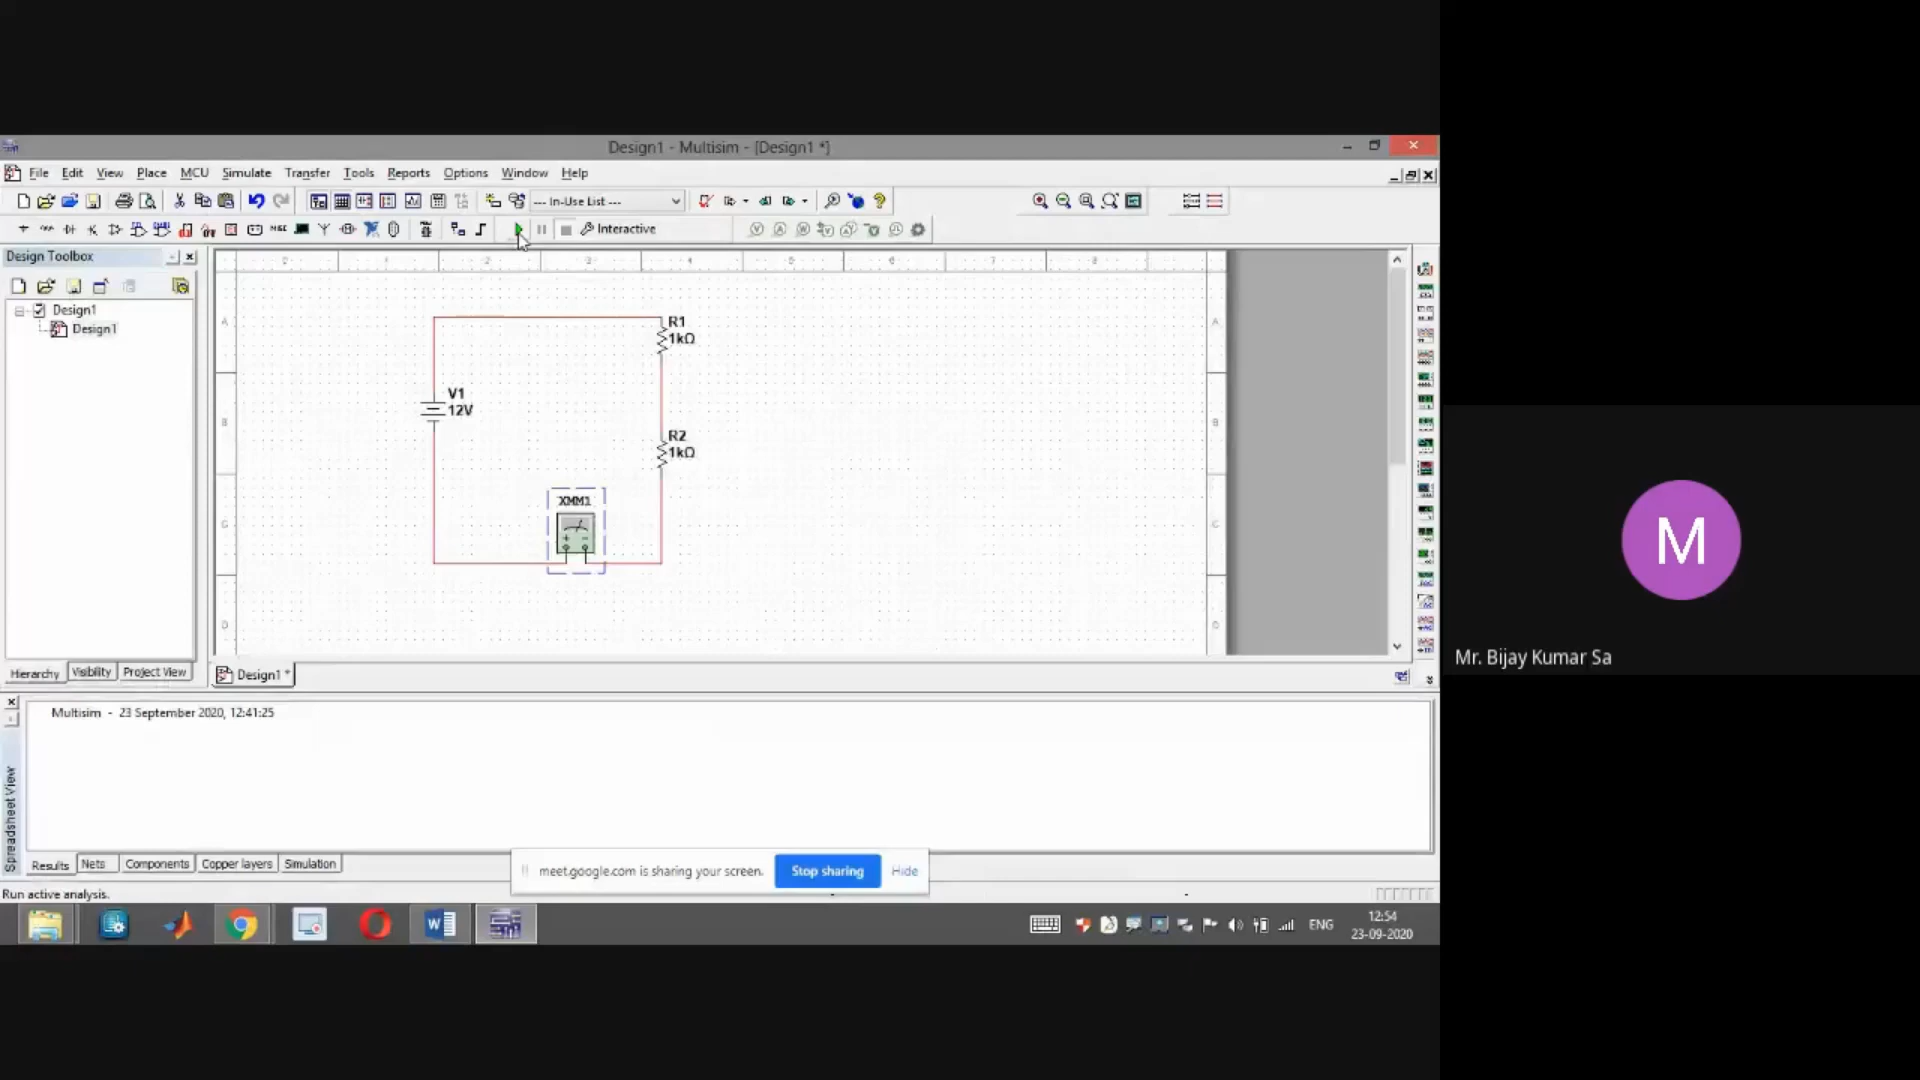 Design1 - Multisim - [Design1 *]
File Edit View Place MCU Simulate Transfer Tools Reports Options Window Help
--- In-Use List ---
Interactive
Design Toolbox
Design1
Design1
R1
1kΩ
V1
12V
R2
1kΩ
XMM1
Hierarchy Visibility Project View
Design1 *
Multisim - 23 September 2020, 12:41:25
Spreadsheet View
Results Nets Components Copper layers Simulation
meet.google.com is sharing your screen. Stop sharing Hide
Run active analysis.
ENG
12:54
23-09-2020
M
Mr. Bijay Kumar Sa